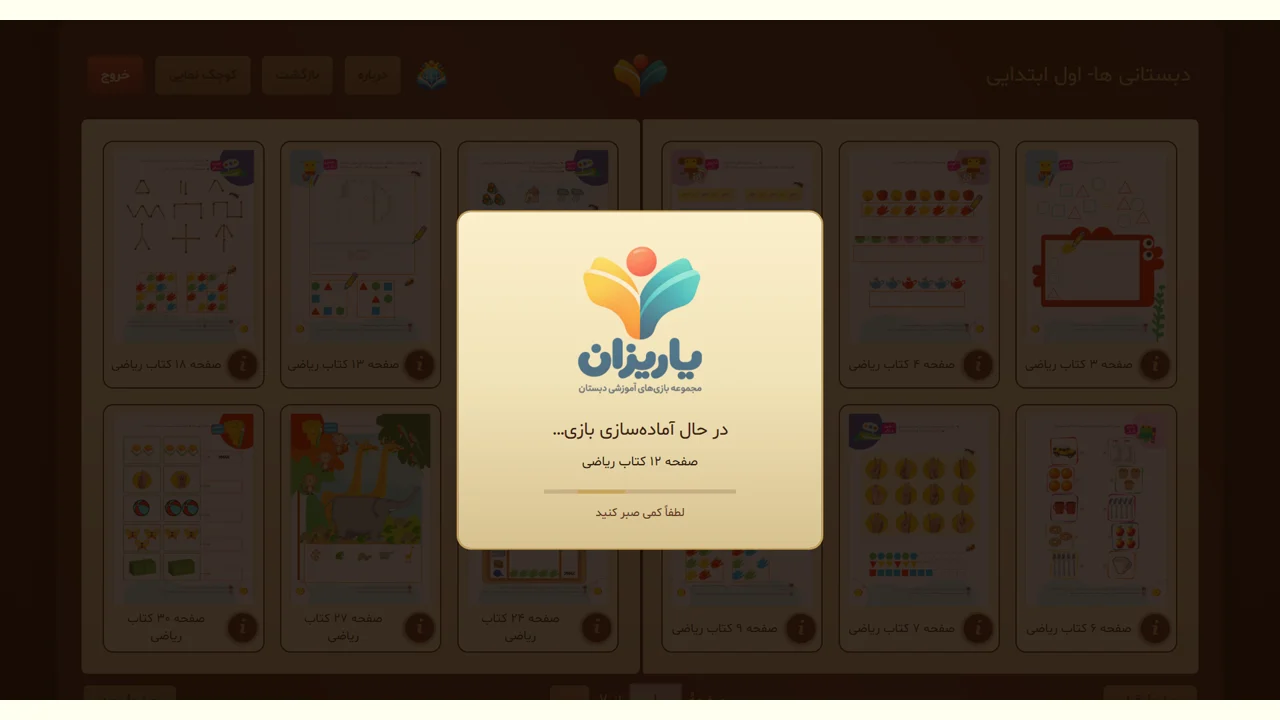 دبستانی ها- اول ابتدایی
درباره
بازگشت
کوچک نمایی
خروج
صفحه ۳ کتاب ریاضی
صفحه ۴ کتاب ریاضی
صفحه ۱۳ کتاب ریاضی
صفحه ۱۸ کتاب ریاضی
یاریزان
مجموعه بازی‌های آموزشی دبستان
در حال آماده‌سازی بازی...
صفحه ۱۲ کتاب ریاضی
لطفاً کمی صبر کنید
صفحه ۶ کتاب ریاضی
صفحه ۷ کتاب ریاضی
صفحه ۹ کتاب ریاضی
صفحه ۲۴ کتاب
ریاضی
صفحه ۲۷ کتاب
ریاضی
صفحه ۳۰ کتاب
ریاضی